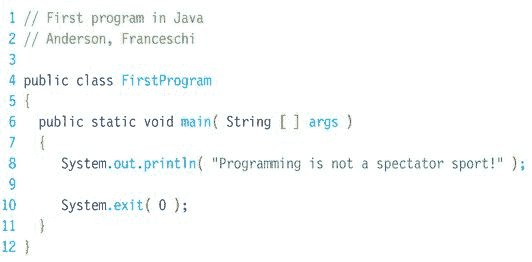 1 // First program in Java
2 // Anderson, Franceschi
3
4 public class FirstProgram
5 {
6 public static void main( String [ ] args )
7 {
8 System.out.println( "Programming is not a spectator sport!" );
9
10 System.exit( 0 );
11 }
12 }